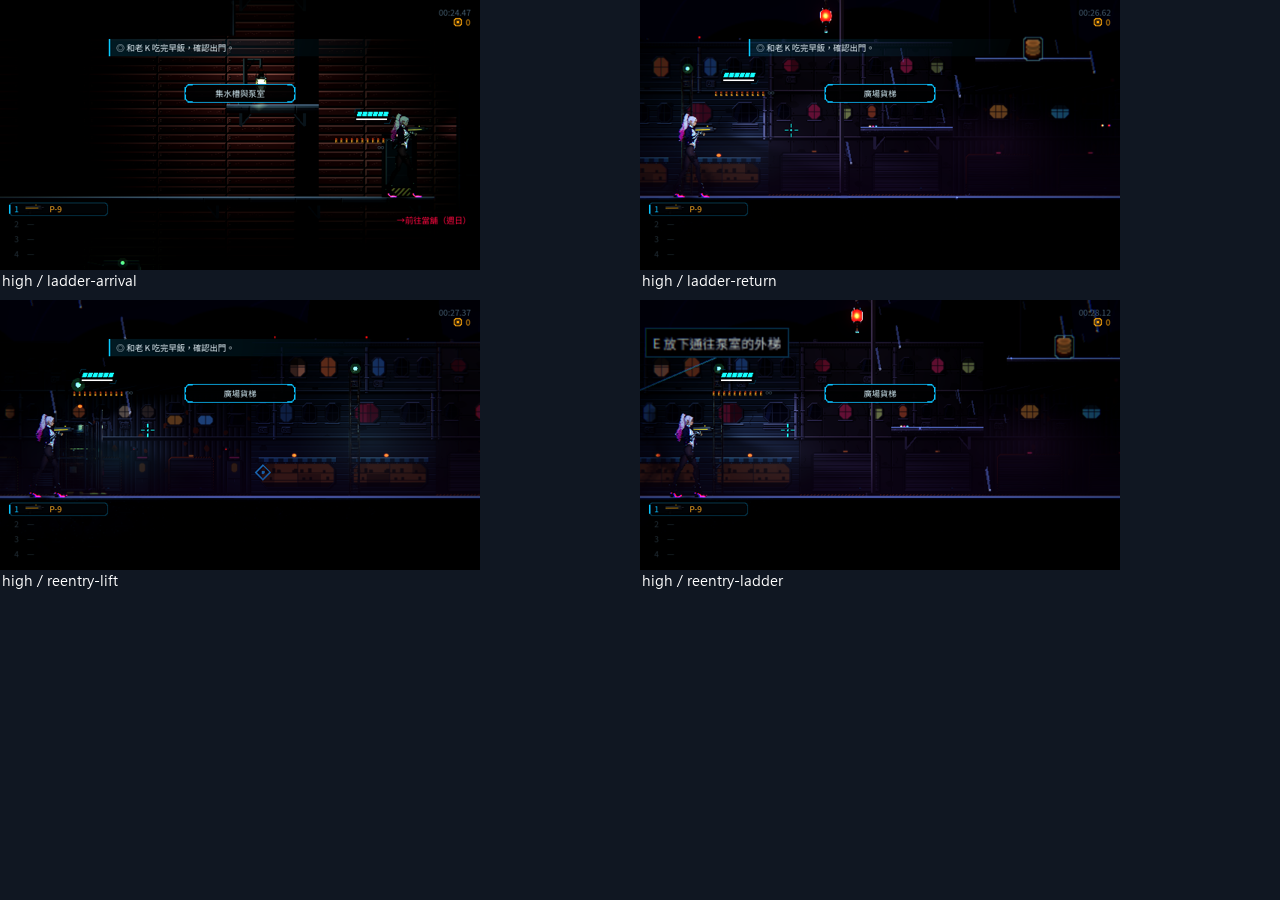 00:24.47
0
◎ 和老 K 吃完早飯，確認出門。
集水槽與泵室
→前往當鋪（週日）
1 P-9
2 —
3 —
4 —
high / ladder-arrival
00:26.62
0
◎ 和老 K 吃完早飯，確認出門。
廣場貨梯
1 P-9
2 —
3 —
4 —
high / ladder-return
00:27.37
0
◎ 和老 K 吃完早飯，確認出門。
廣場貨梯
1 P-9
2 —
3 —
4 —
high / reentry-lift
00:28.12
0
E 放下通往泵室的外梯
廣場貨梯
1 P-9
2 —
3 —
4 —
high / reentry-ladder